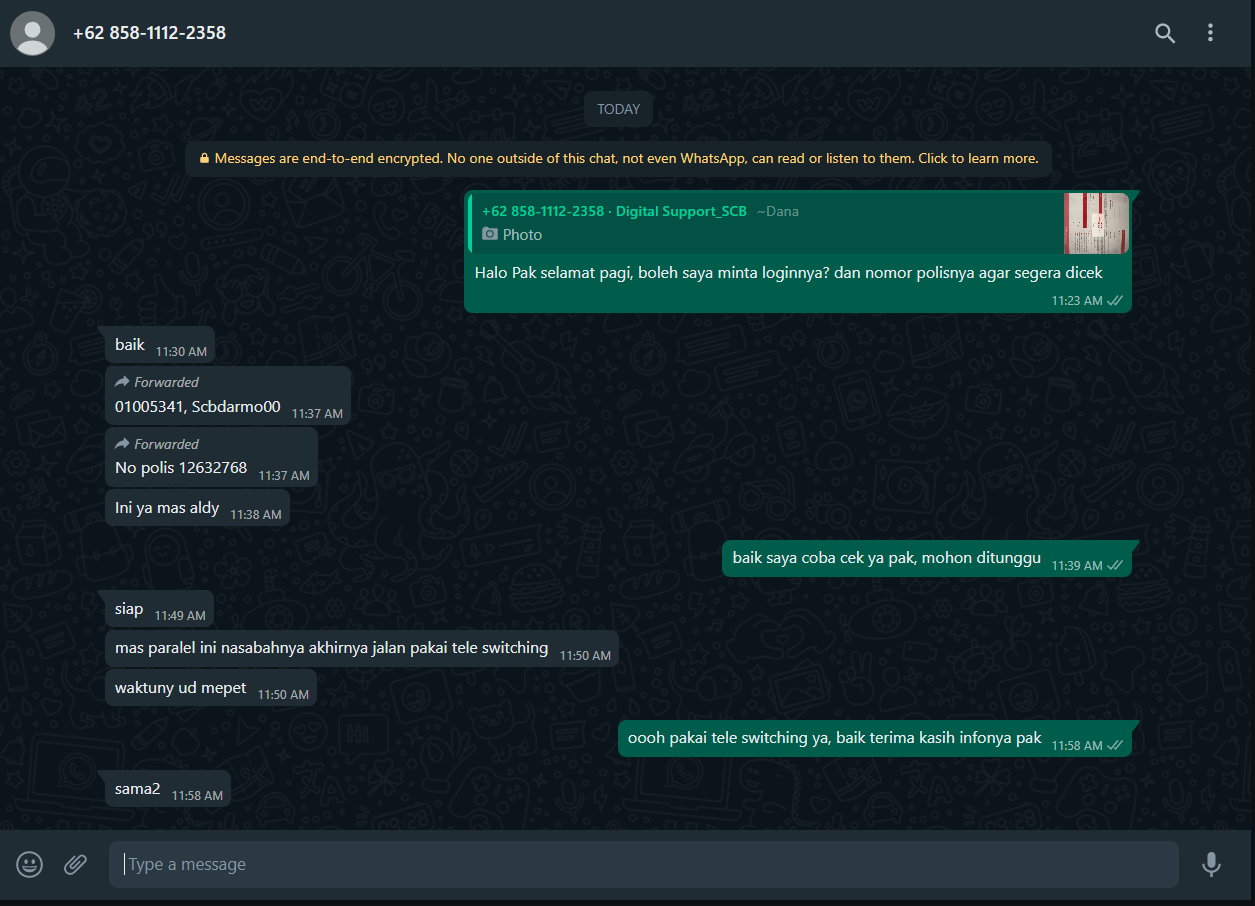 +62 858-1112-2358
TODAY
Messages are end-to-end encrypted. No one outside of this chat, not even WhatsApp, can read or listen to them. Click to learn more.
+62 858-1112-2358 · Digital Support_SCB ~Dana
Photo
Halo Pak selamat pagi, boleh saya minta loginnya? dan nomor polisnya agar segera dicek
11:23 AM
baik 11:30 AM
Forwarded
01005341, Scbdarmo00 11:37 AM
Forwarded
No polis 12632768 11:37 AM
Ini ya mas aldy 11:38 AM
baik saya coba cek ya pak, mohon ditunggu 11:39 AM
siap 11:49 AM
mas paralel ini nasabahnya akhirnya jalan pakai tele switching 11:50 AM
waktuny ud mepet 11:50 AM
oooh pakai tele switching ya, baik terima kasih infonya pak 11:58 AM
sama2 11:58 AM
Type a message